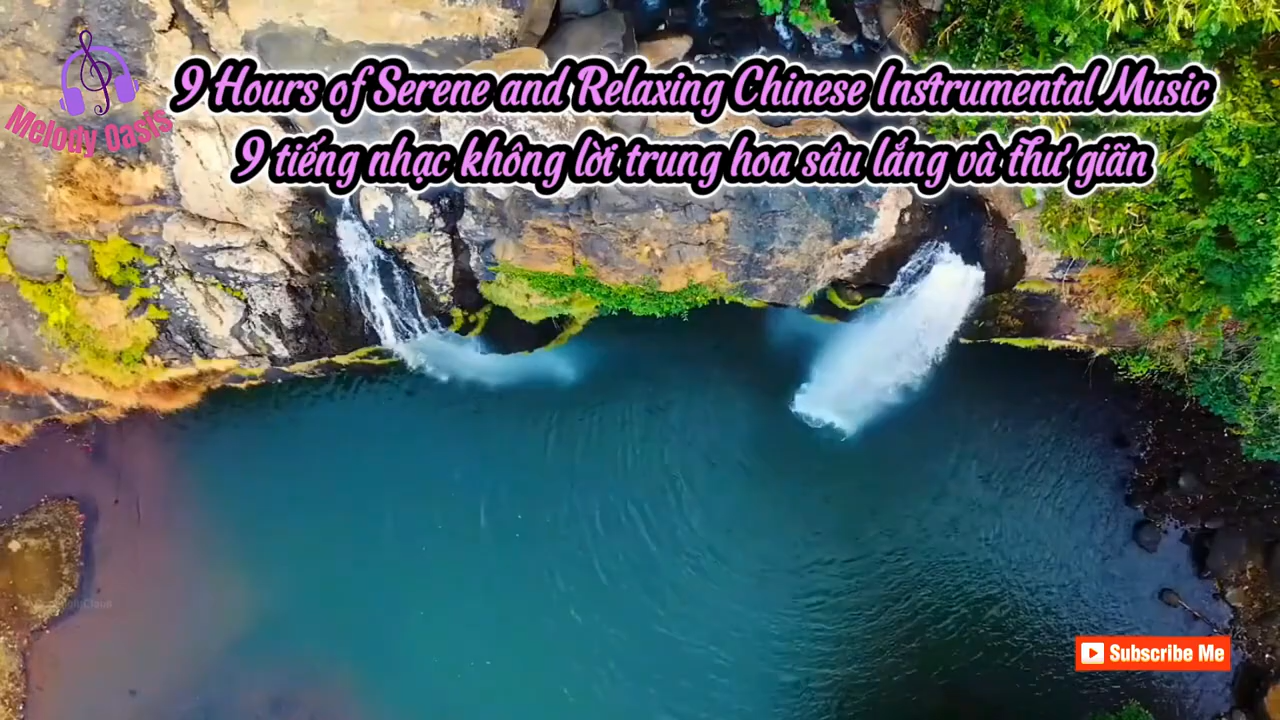 9 Hours of Serene and Relaxing Chinese Instrumental Music
Melody Oasis
9 tiếng nhạc không lời trung hoa sâu lắng và thư giãn
Subscribe Me